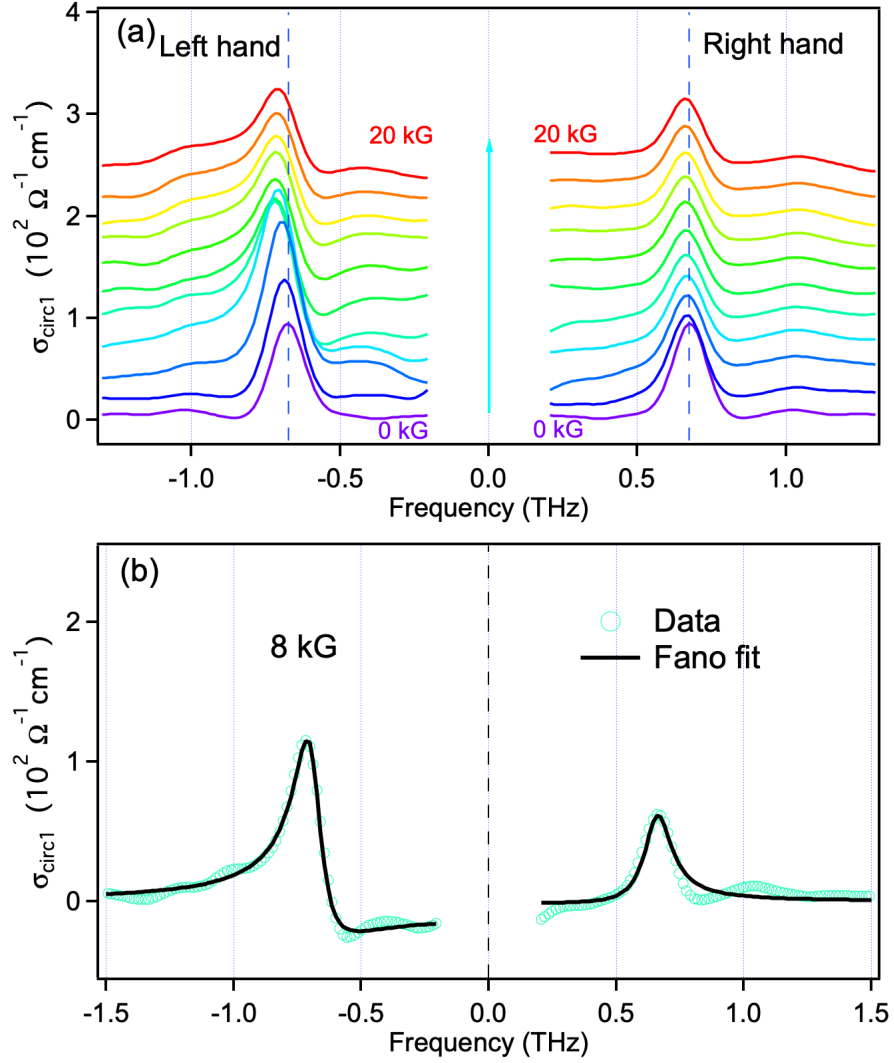 (a)
Left hand
Right hand
20 kG
20 kG
0 kG
0 kG
4
3
2
1
0
σcirc1 (10² Ω⁻¹ cm⁻¹)
-1.0
-0.5
0.0
0.5
1.0
Frequency (THz)
(b)
8 kG
Data
Fano fit
2
1
0
σcirc1 (10² Ω⁻¹ cm⁻¹)
-1.5
-1.0
-0.5
0.0
0.5
1.0
1.5
Frequency (THz)